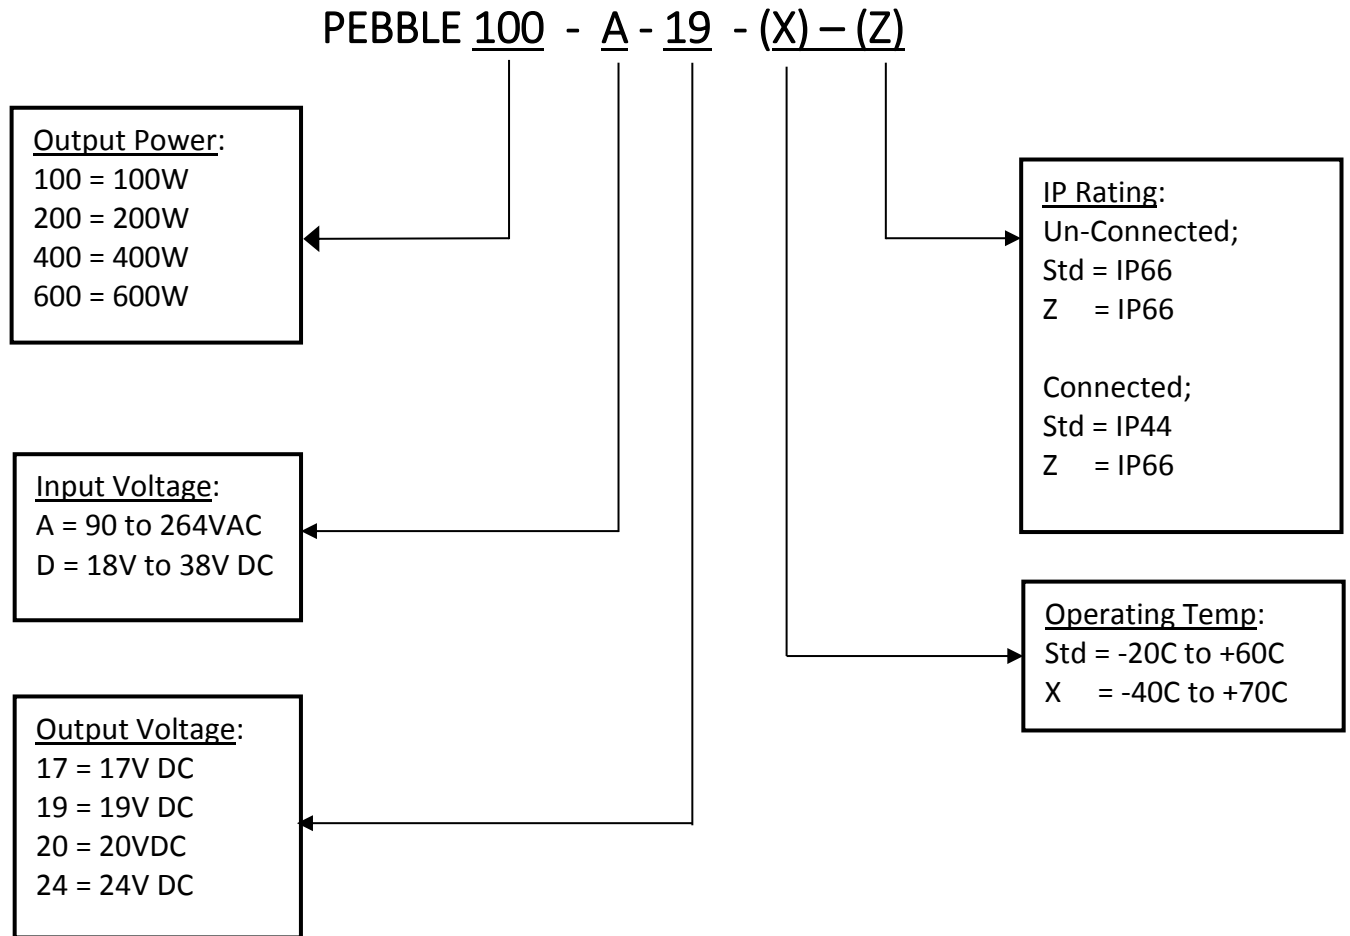 PEBBLE 100 - A - 19 - (X) – (Z)
Output Power:
100 = 100W
200 = 200W
400 = 400W
600 = 600W
IP Rating:
Un-Connected;
Std = IP66
Z = IP66
Connected;
Std = IP44
Z = IP66
Input Voltage:
A = 90 to 264VAC
D = 18V to 38V DC
Operating Temp:
Std = -20C to +60C
X = -40C to +70C
Output Voltage:
17 = 17V DC
19 = 19V DC
20 = 20VDC
24 = 24V DC